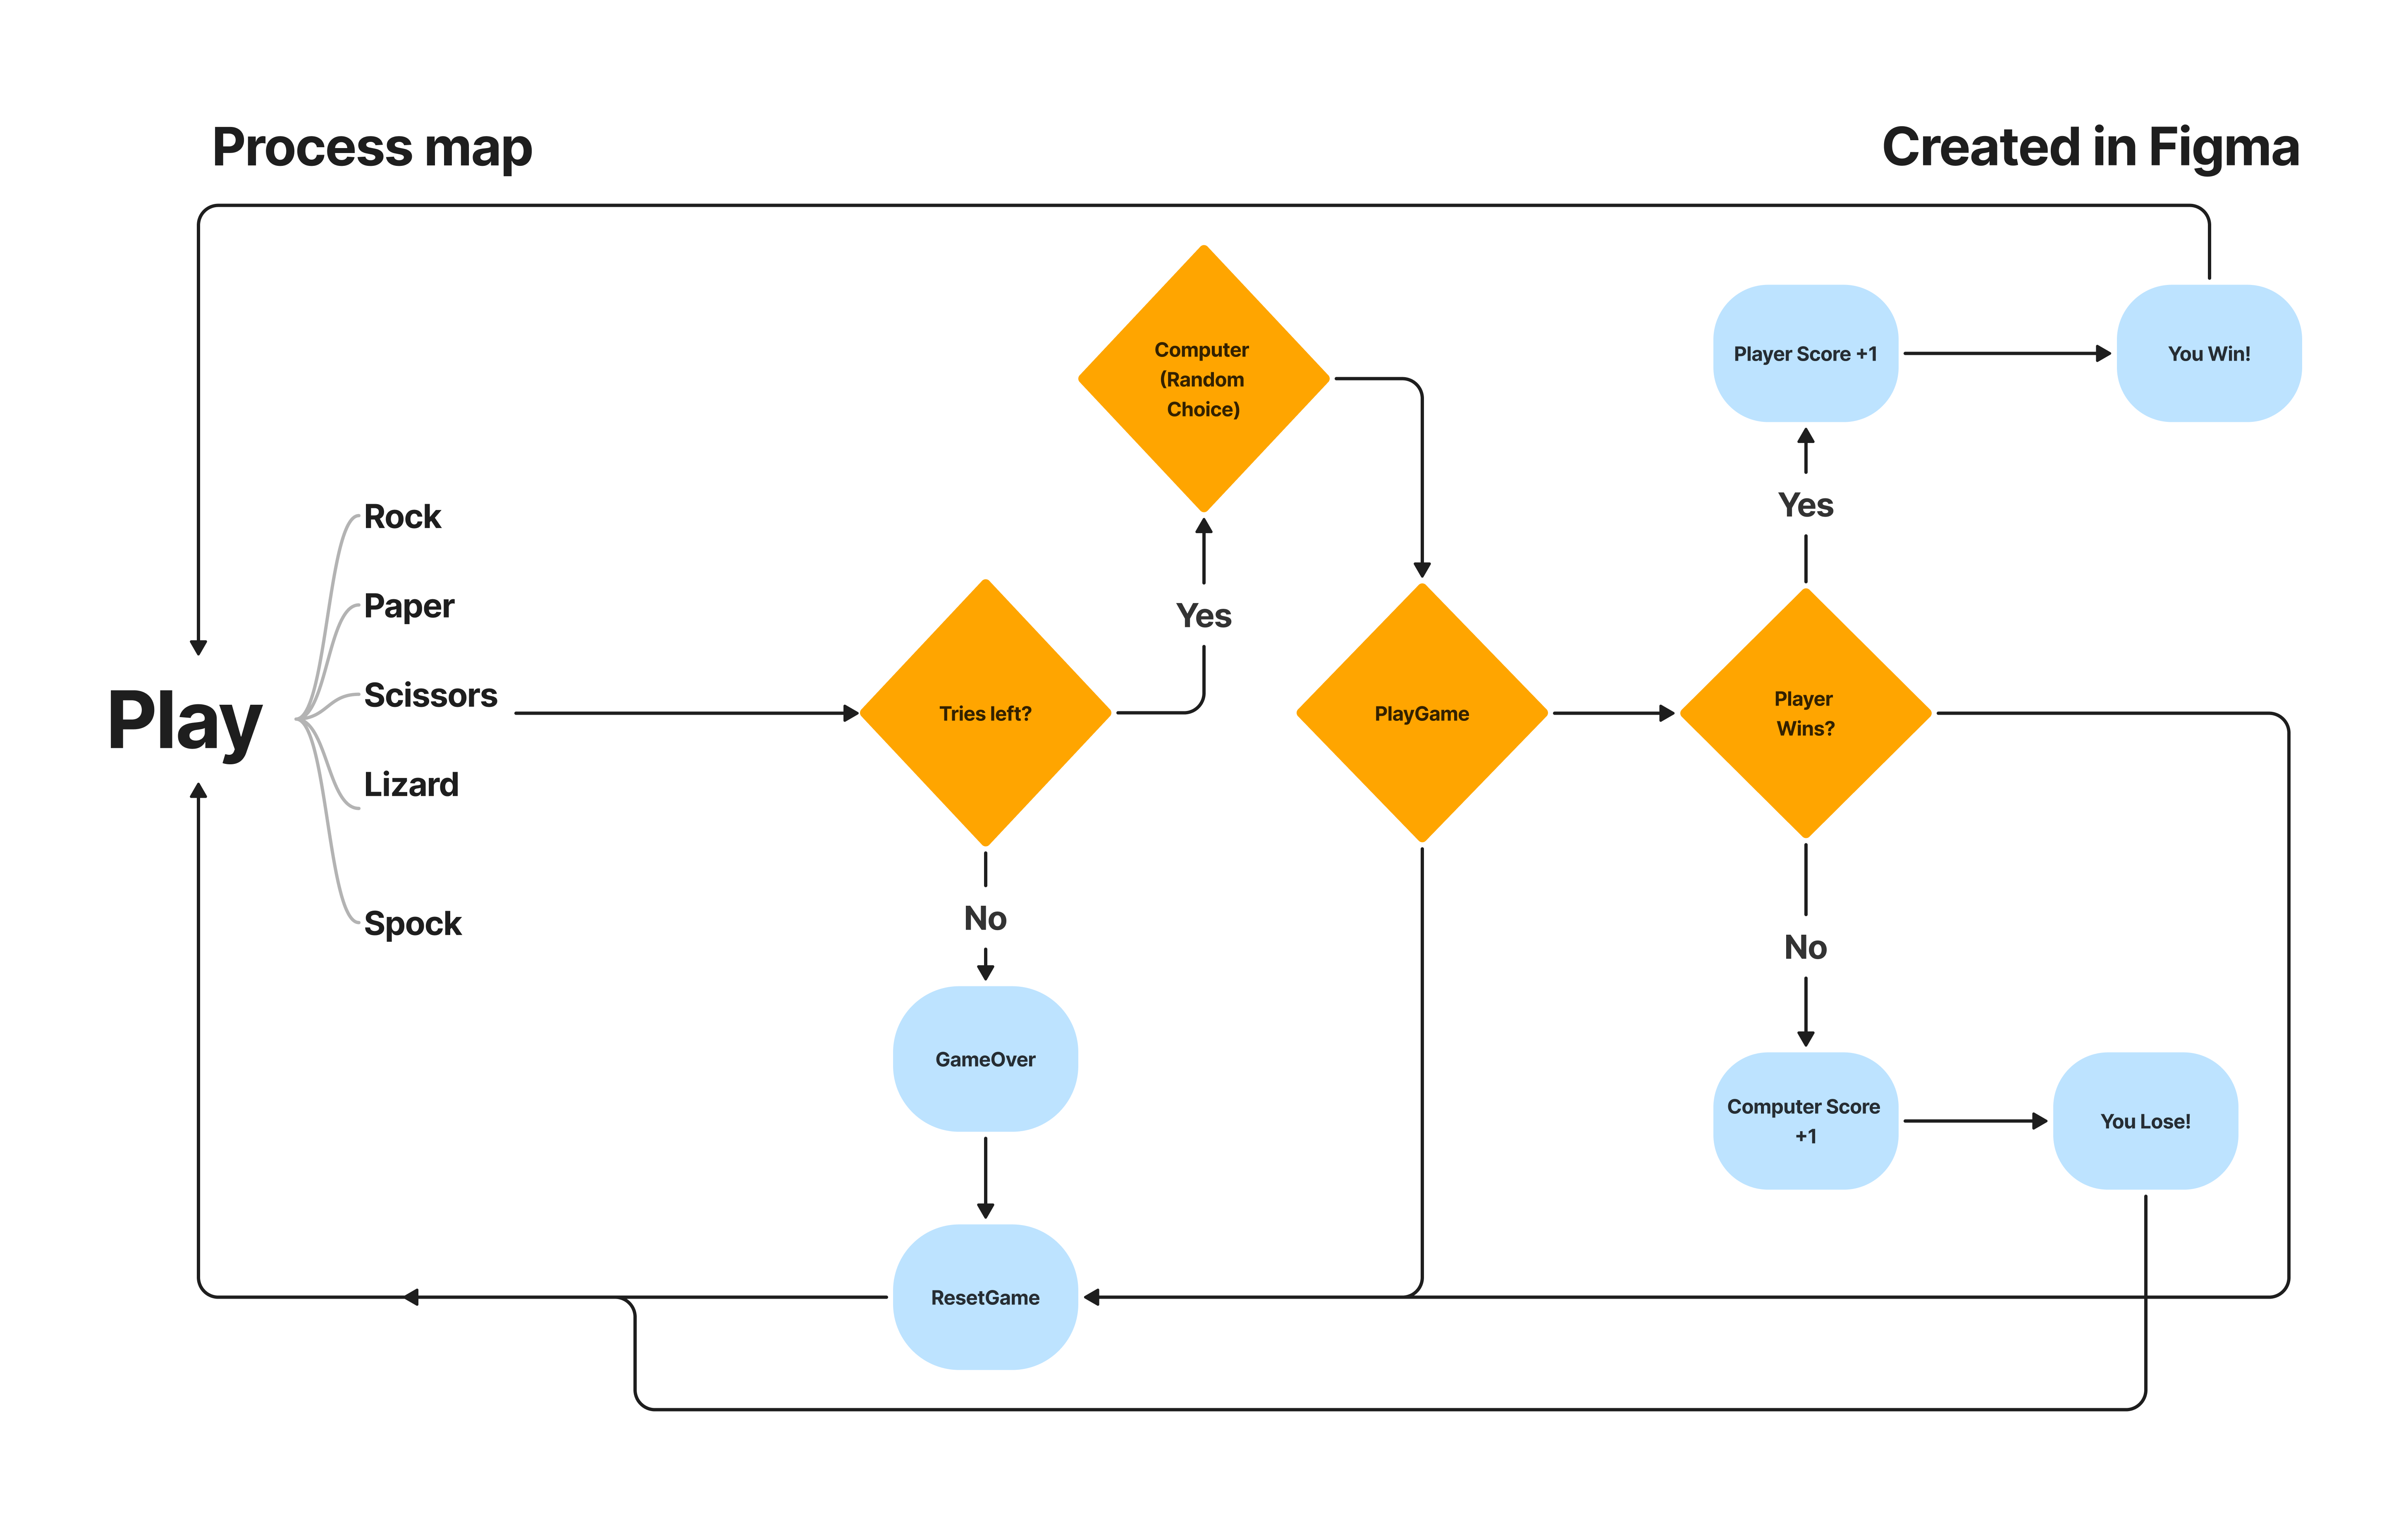 Process map
Created in Figma
Play
Rock
Paper
Scissors
Lizard
Spock
Tries left?
Yes
No
Computer
(Random
Choice)
GameOver
ResetGame
PlayGame
Player
Wins?
Yes
No
Player Score +1
You Win!
Computer Score
+1
You Lose!